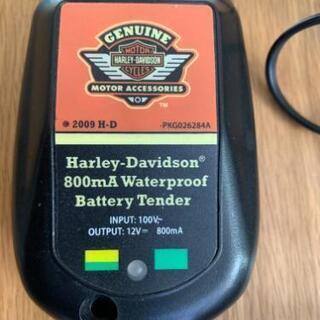 GENUINE
MOTOR
HARLEY-DAVIDSON
CYCLES
MOTOR ACCESSORIES
™
© 2009 H-D
-PKG026284A
Harley-Davidson®
800mA Waterproof
Battery Tender
INPUT: 100V~
OUTPUT: 12V⎓ 800mA